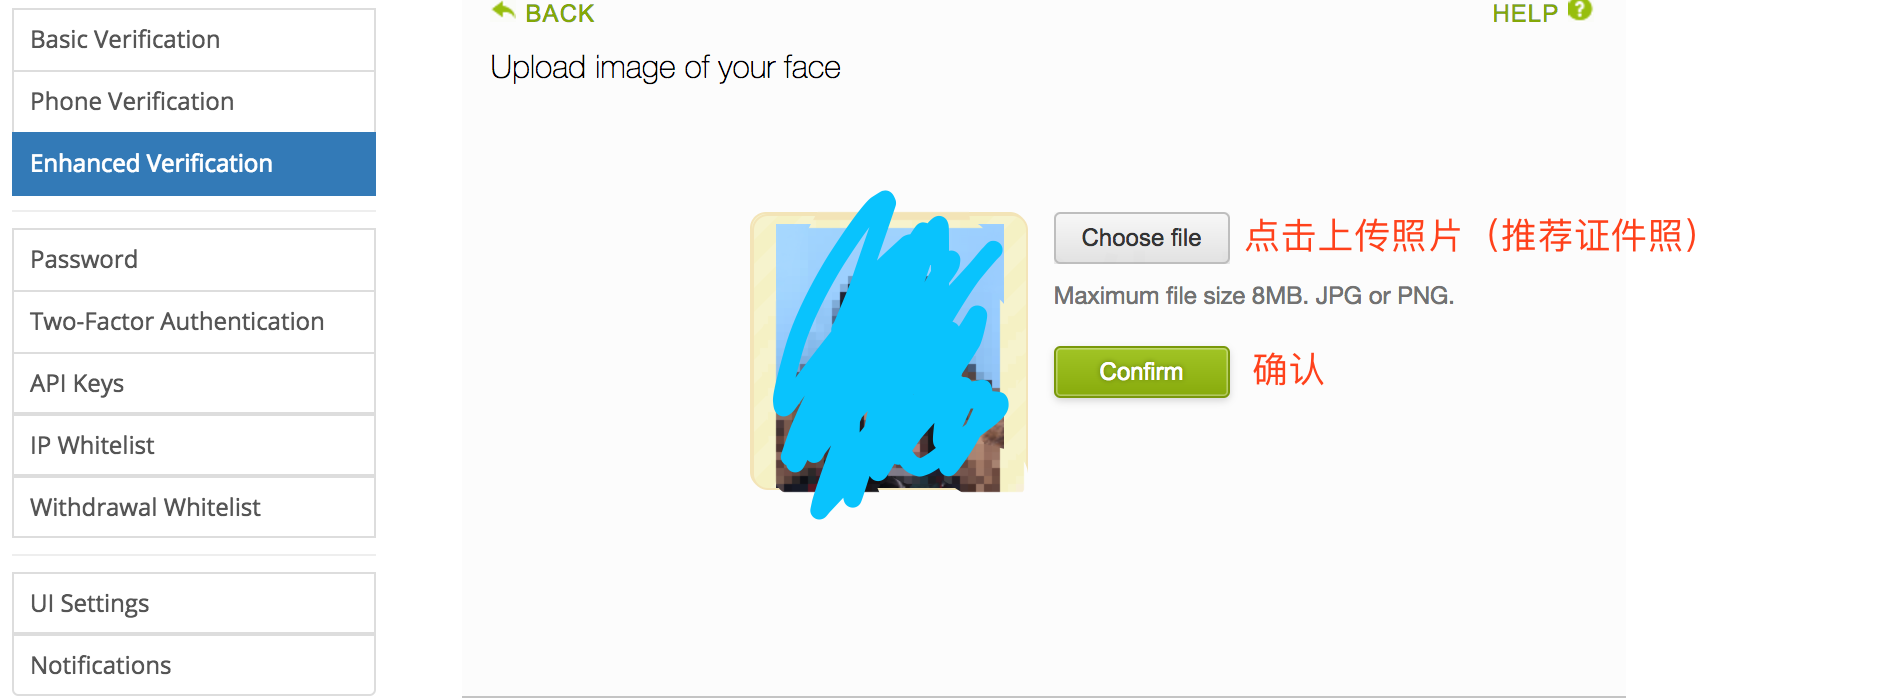 Basic Verification
Phone Verification
Enhanced Verification
Password
Two-Factor Authentication
API Keys
IP Whitelist
Withdrawal Whitelist
UI Settings
Notifications
BACK
HELP ?
Upload image of your face
Choose file 点击上传照片（推荐证件照）
Maximum file size 8MB. JPG or PNG.
Confirm 确认